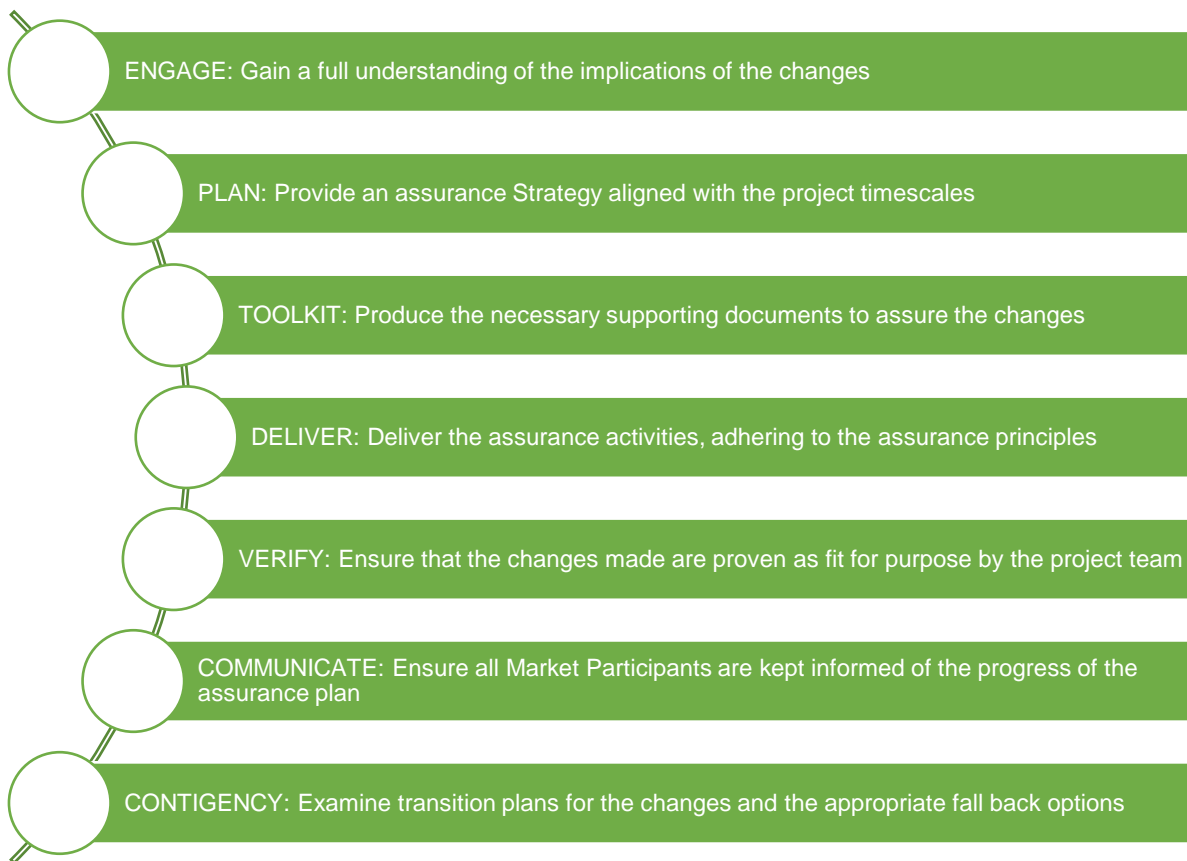 ENGAGE: Gain a full understanding of the implications of the changes
PLAN: Provide an assurance Strategy aligned with the project timescales
TOOLKIT: Produce the necessary supporting documents to assure the changes
DELIVER: Deliver the assurance activities, adhering to the assurance principles
VERIFY: Ensure that the changes made are proven as fit for purpose by the project team
COMMUNICATE: Ensure all Market Participants are kept informed of the progress of the
assurance plan
CONTIGENCY: Examine transition plans for the changes and the appropriate fall back options